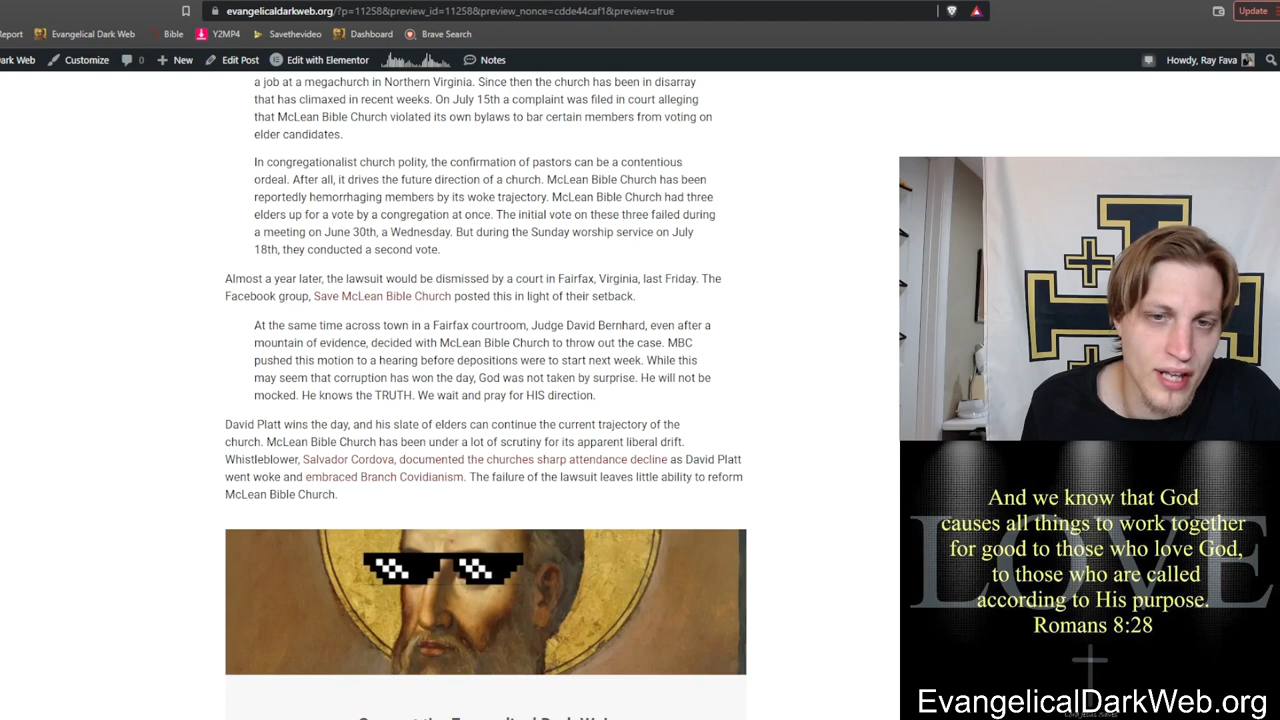 evangelicaldarkweb.org/?p=11258&preview_id=11258&preview_nonce=cdde44caf1&preview=true
Update
Report
Evangelical Dark Web
Bible
Y2MP4
Savethevideo
Dashboard
Brave Search
Dark Web
Customize
0
New
Edit Post
Edit with Elementor
Notes
Howdy, Ray Fava
a job at a megachurch in Northern Virginia. Since then the church has been in disarray
that has climaxed in recent weeks. On July 15th a complaint was filed in court alleging
that McLean Bible Church violated its own bylaws to bar certain members from voting on
elder candidates.
In congregationalist church polity, the confirmation of pastors can be a contentious
ordeal. After all, it drives the future direction of a church. McLean Bible Church has been
reportedly hemorrhaging members by its woke trajectory. McLean Bible Church had three
elders up for a vote by a congregation at once. The initial vote on these three failed during
a meeting on June 30th, a Wednesday. But during the Sunday worship service on July
18th, they conducted a second vote.
Almost a year later, the lawsuit would be dismissed by a court in Fairfax, Virginia, last Friday. The
Facebook group, Save McLean Bible Church posted this in light of their setback.
At the same time across town in a Fairfax courtroom, Judge David Bernhard, even after a
mountain of evidence, decided with McLean Bible Church to throw out the case. MBC
pushed this motion to a hearing before depositions were to start next week. While this
may seem that corruption has won the day, God was not taken by surprise. He will not be
mocked. He knows the TRUTH. We wait and pray for HIS direction.
David Platt wins the day, and his slate of elders can continue the current trajectory of the
church. McLean Bible Church has been under a lot of scrutiny for its apparent liberal drift.
Whistleblower, Salvador Cordova, documented the churches sharp attendance decline as David Platt
went woke and embraced Branch Covidianism. The failure of the lawsuit leaves little ability to reform
McLean Bible Church.
And we know that God
causes all things to work together
for good to those who love God,
to those who are called
according to His purpose.
Romans 8:28
LOVE
EvangelicalDarkWeb.org